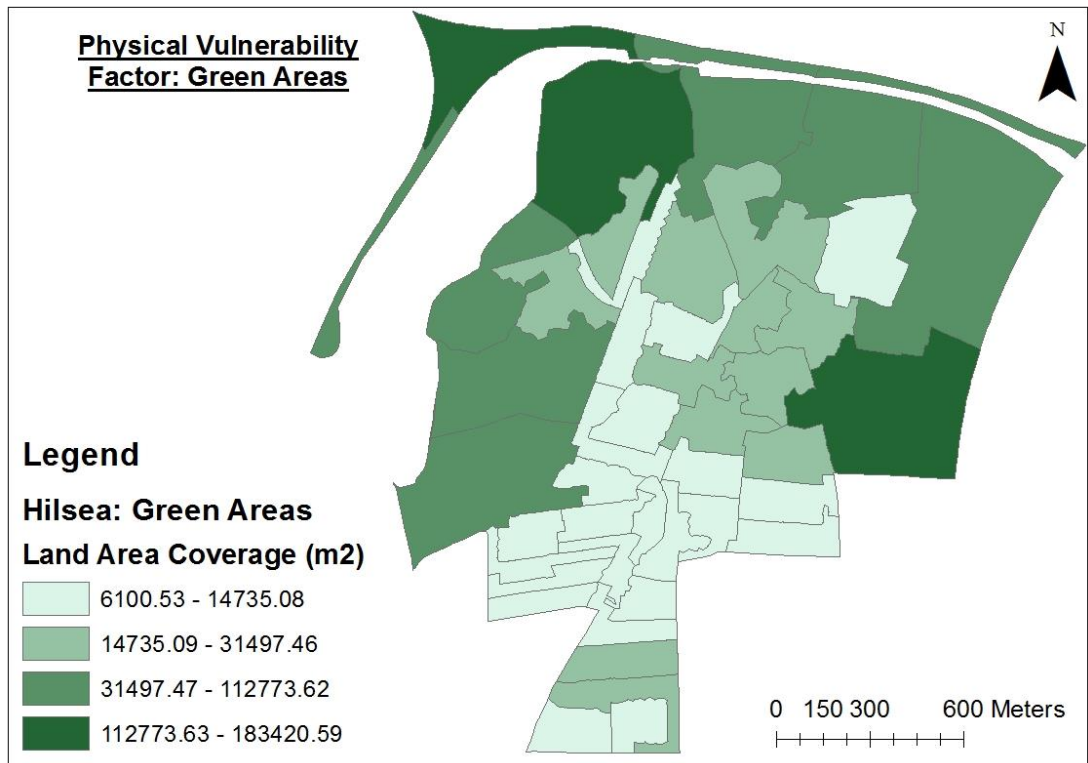 Physical Vulnerability
Factor: Green Areas
N
Legend
Hilsea: Green Areas
Land Area Coverage (m2)
6100.53 - 14735.08
14735.09 - 31497.46
31497.47 - 112773.62
112773.63 - 183420.59
0 150 300 600 Meters